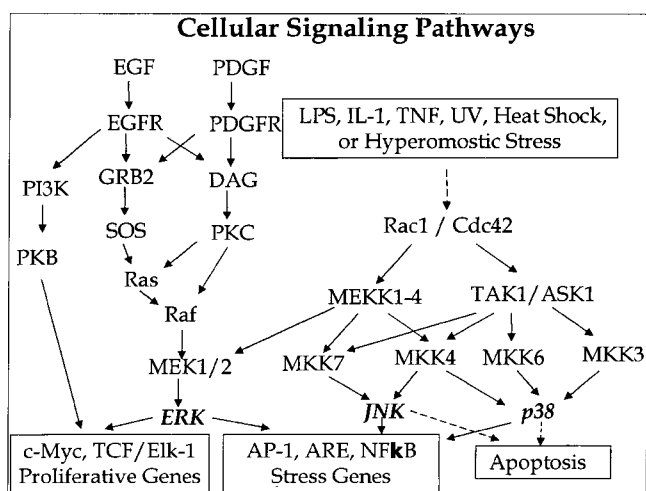 Cellular Signaling Pathways
EGF PDGF
EGFR PDGFR
LPS, IL-1, TNF, UV, Heat Shock,
or Hyperomostic Stress
PI3K GRB2 DAG
PKB SOS PKC
Rac1 / Cdc42
Ras
Raf
MEKK1-4 TAK1/ASK1
MEK1/2 MKK7 MKK4 MKK6 MKK3
ERK JNK p38
c-Myc, TCF/Elk-1
Proliferative Genes
AP-1, ARE, NFkB
Stress Genes
Apoptosis